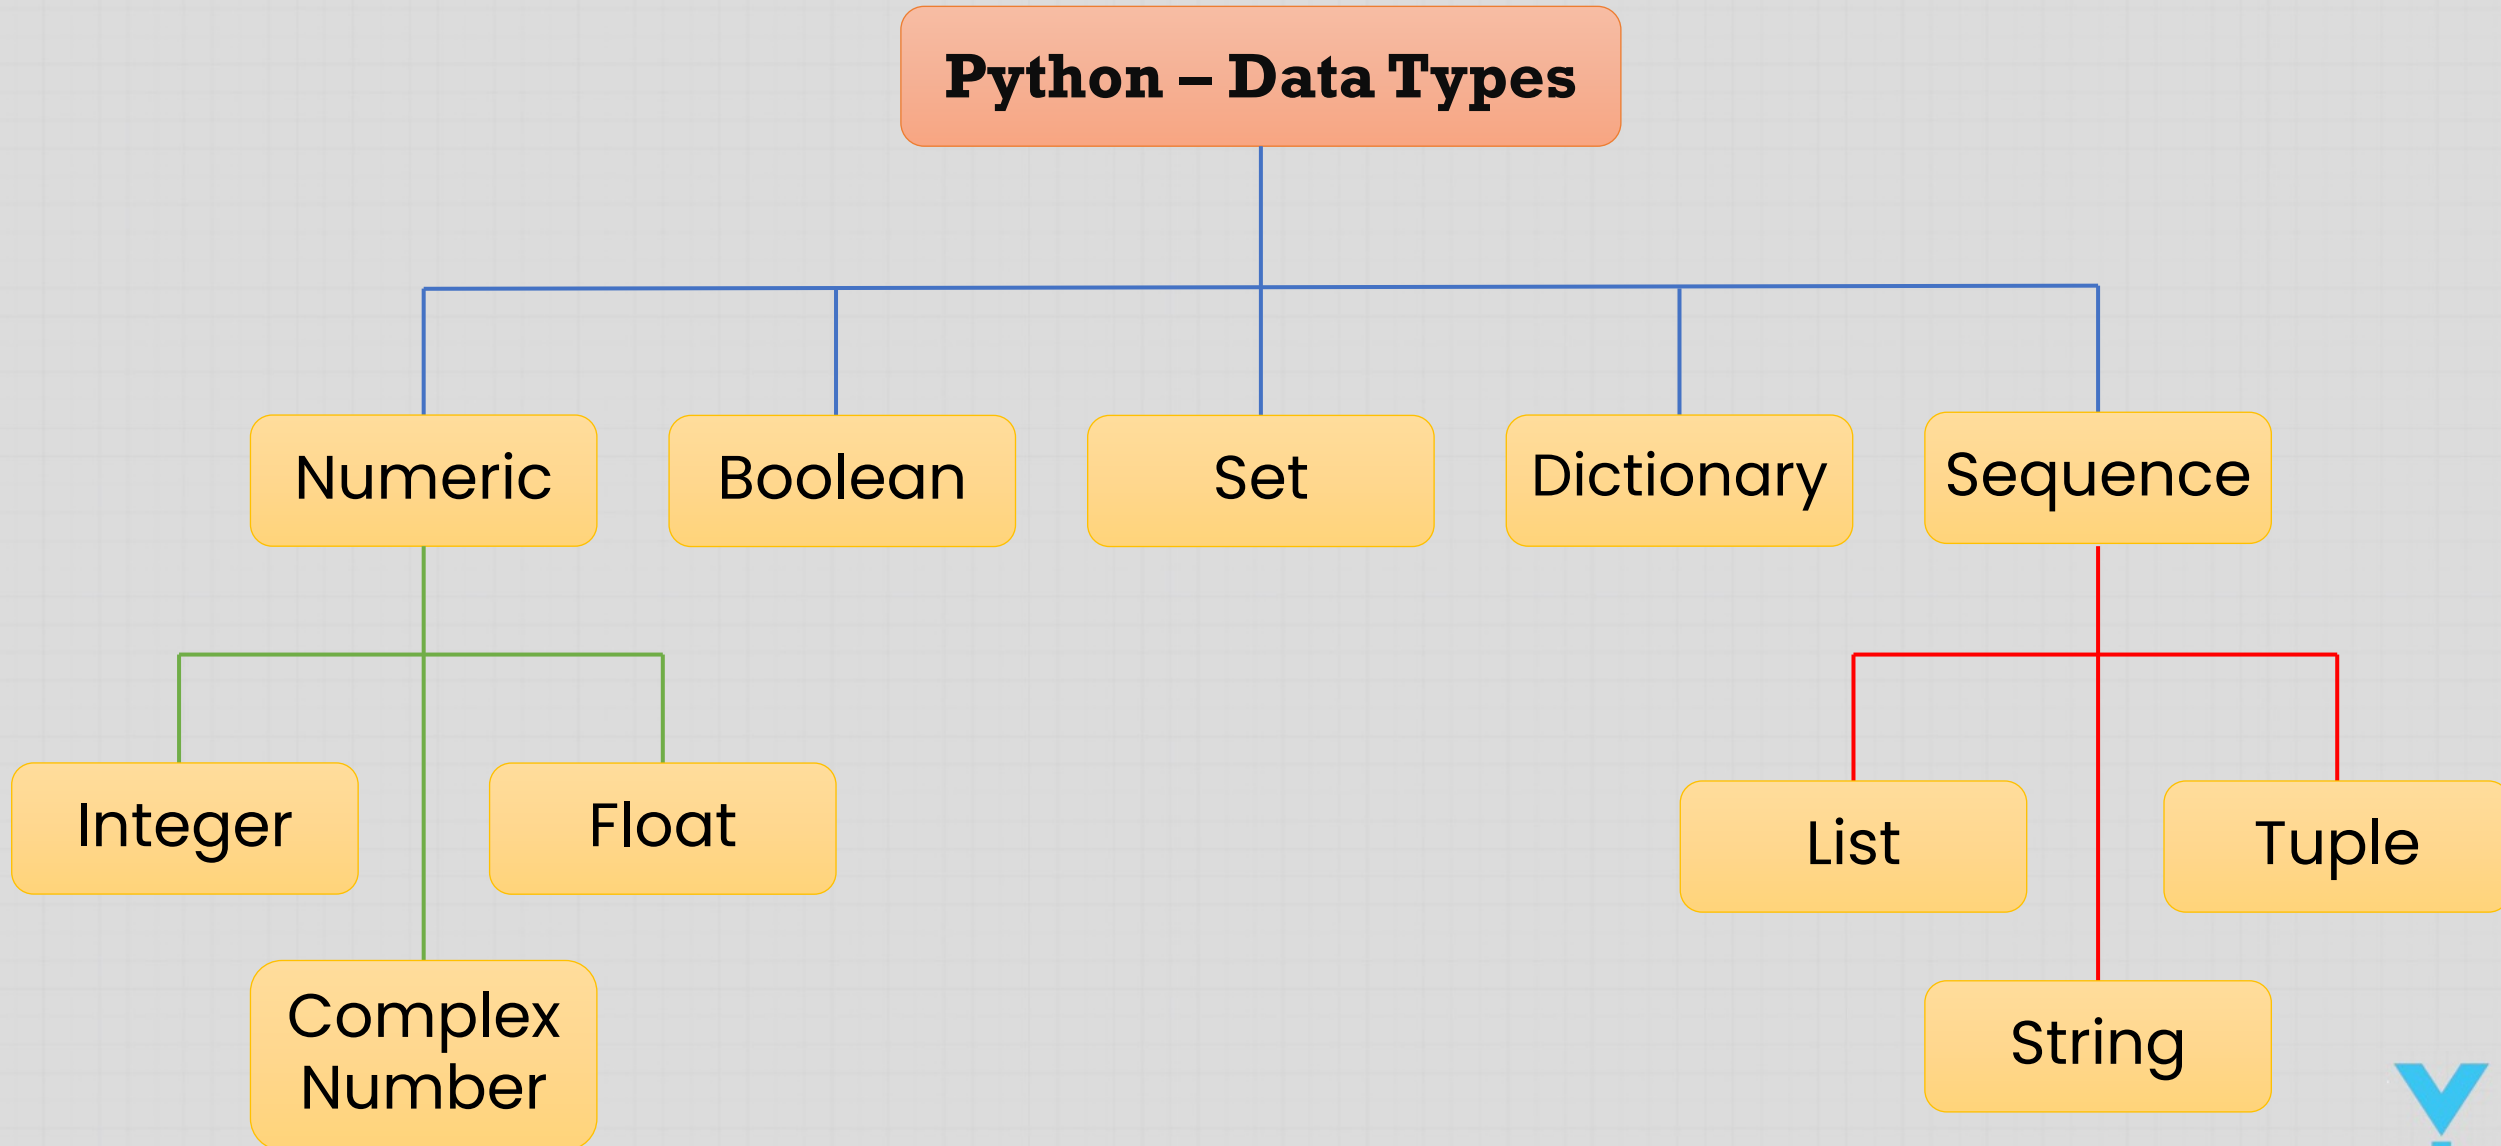 Python – Data Types
Numeric
Boolean
Set
Dictionary
Sequence
Integer
Float
List
Tuple
Complex
Number
String